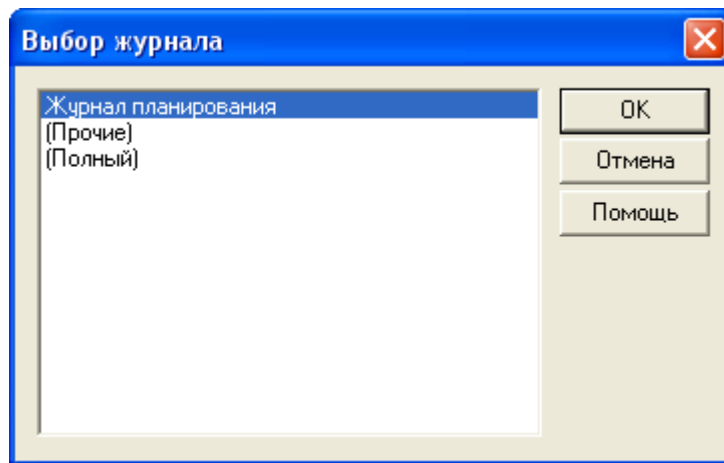 Выбор журнала
Журнал планирования
(Прочие)
(Полный)
OK
Отмена
Помощь